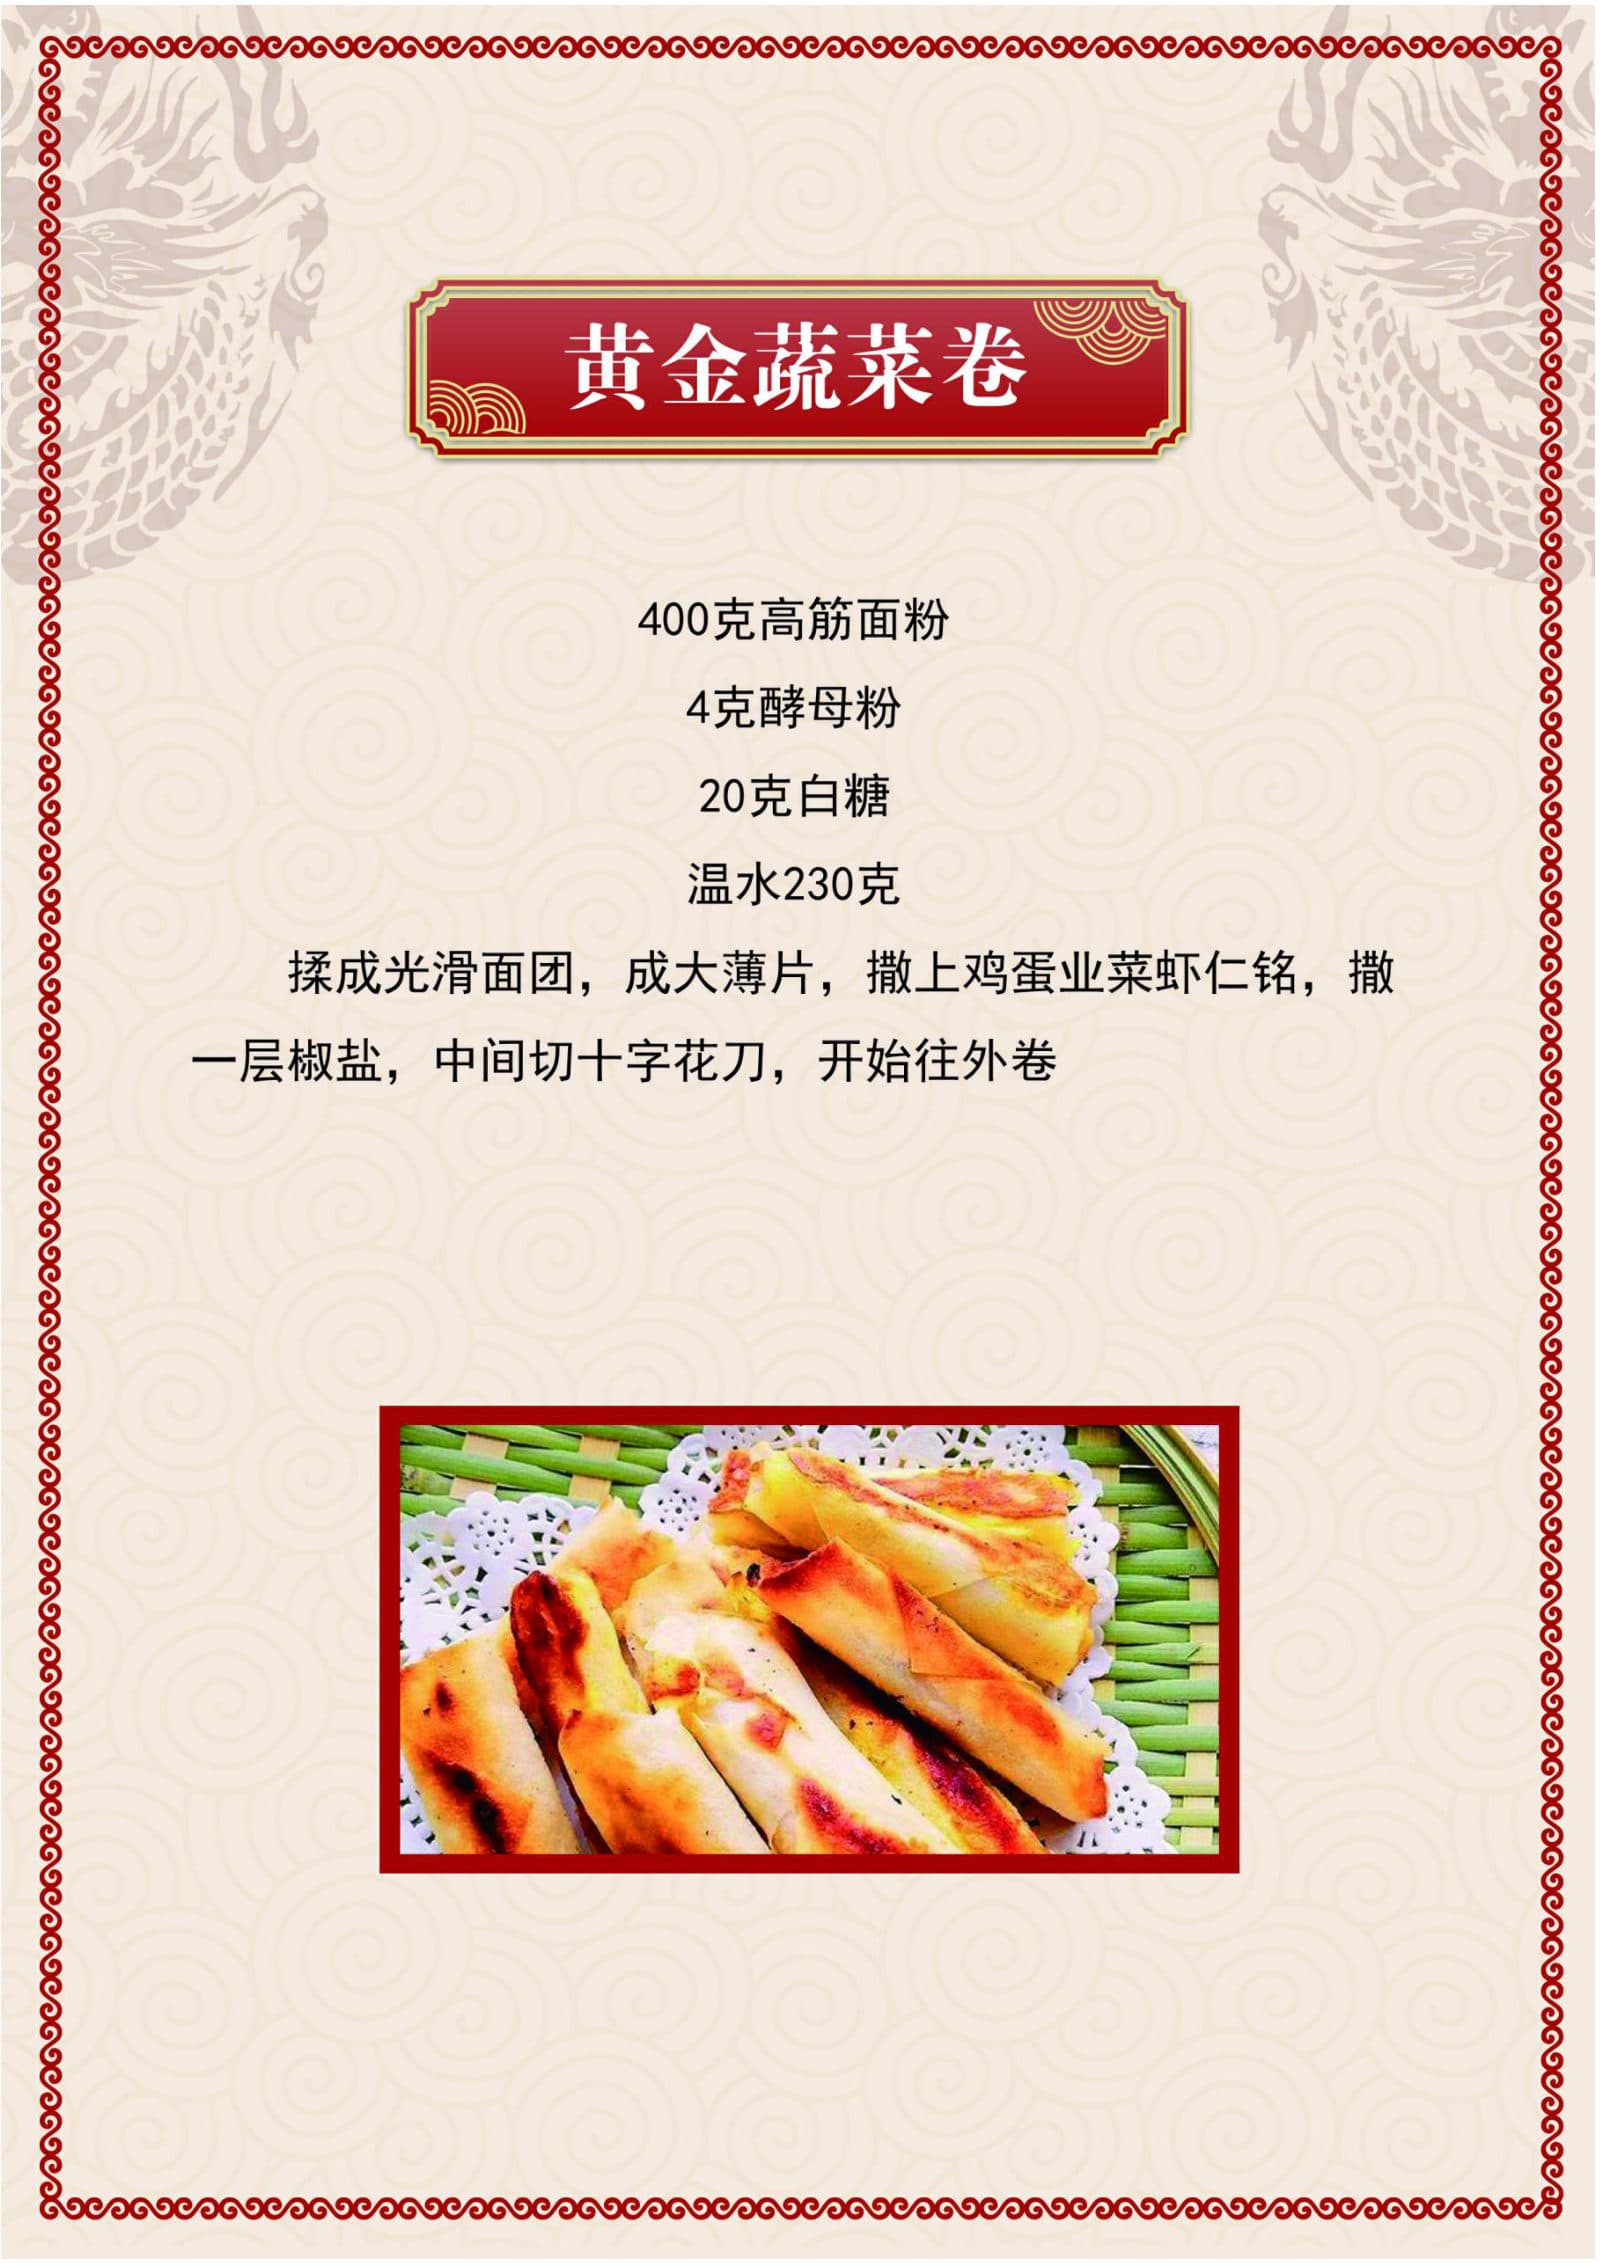 黄金蔬菜卷
400克高筋面粉
4克酵母粉
20克白糖
温水230克
揉成光滑面团，成大薄片，撒上鸡蛋业菜虾仁铭，撒
一层椒盐，中间切十字花刀，开始往外卷